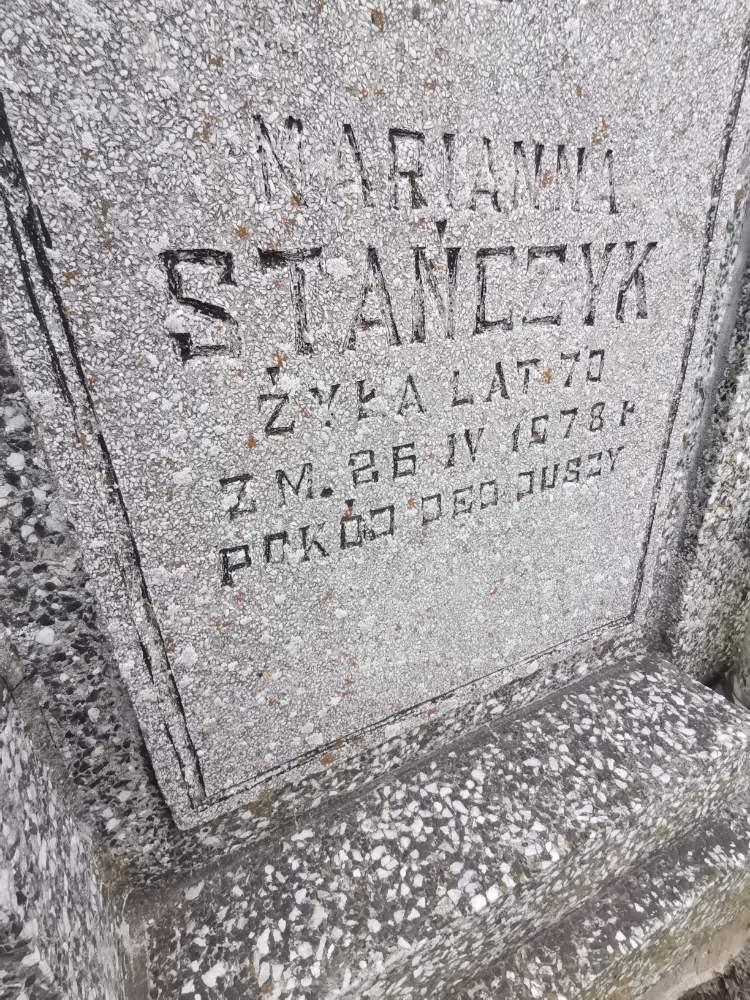 MARIANNA
STAŃCZYK
ŻYŁA LAT 70
ZM. 26 IV 1978 R
POKÓJ JEJ DUSZY